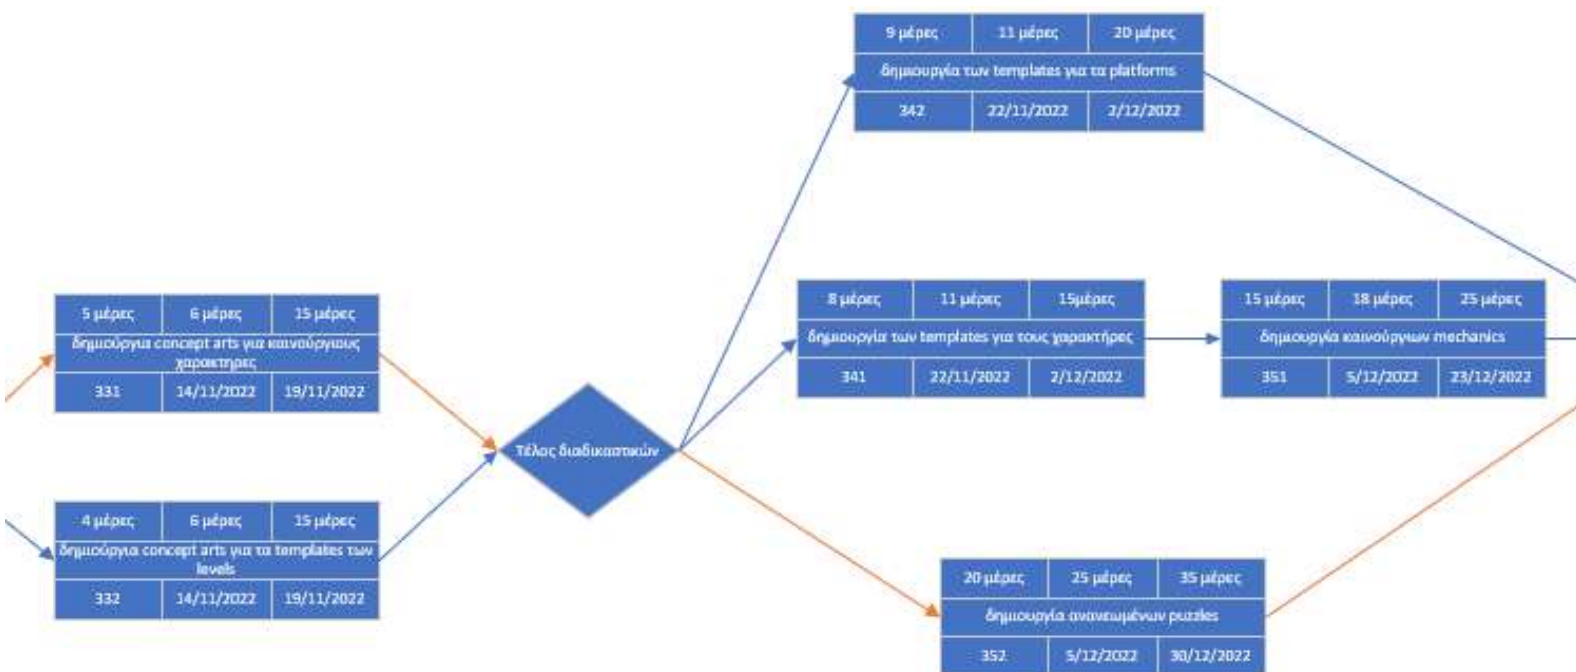 9 μέρες 11 μέρες 20 μέρες
δημιουργία των templates για τα platforms
342 22/11/2022 2/12/2022
5 μέρες 6 μέρες 15 μέρες
δημιούργια concept arts για καινούργιους
χαρακτηρες
331 14/11/2022 19/11/2022
8 μέρες 11 μέρες 15μέρες
δημιουργία των templates για τους χαρακτήρες
341 22/11/2022 2/12/2022
15 μέρες 18 μέρες 25 μέρες
δημιουργία καινούργιων mechanics
351 5/12/2022 23/12/2022
Τέλος διαδικαστικών
4 μέρες 6 μέρες 15 μέρες
δημιούργια concept arts για τα templates των
levels
332 14/11/2022 19/11/2022
20 μέρες 25 μέρες 35 μέρες
δημιουργία ανανεωμένων puzzles
352 5/12/2022 30/12/2022